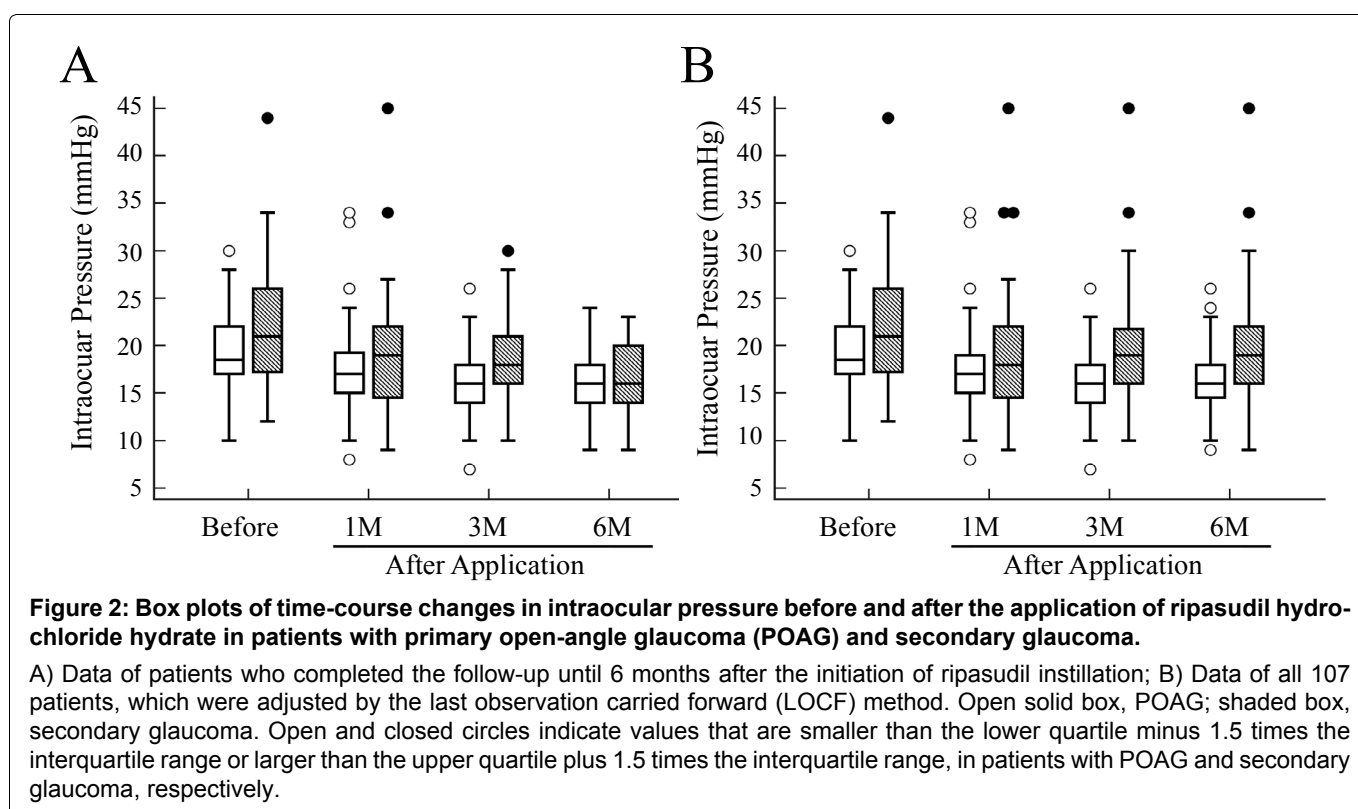 A
B
Intraocuar Pressure (mmHg)
45
40
35
30
25
20
15
10
5
Before
1M
3M
6M
After Application
Intraocuar Pressure (mmHg)
45
40
35
30
25
20
15
10
5
Before
1M
3M
6M
After Application
Figure 2: Box plots of time-course changes in intraocular pressure before and after the application of ripasudil hydro-
chloride hydrate in patients with primary open-angle glaucoma (POAG) and secondary glaucoma.
A) Data of patients who completed the follow-up until 6 months after the initiation of ripasudil instillation; B) Data of all 107
patients, which were adjusted by the last observation carried forward (LOCF) method. Open solid box, POAG; shaded box,
secondary glaucoma. Open and closed circles indicate values that are smaller than the lower quartile minus 1.5 times the
interquartile range or larger than the upper quartile plus 1.5 times the interquartile range, in patients with POAG and secondary
glaucoma, respectively.